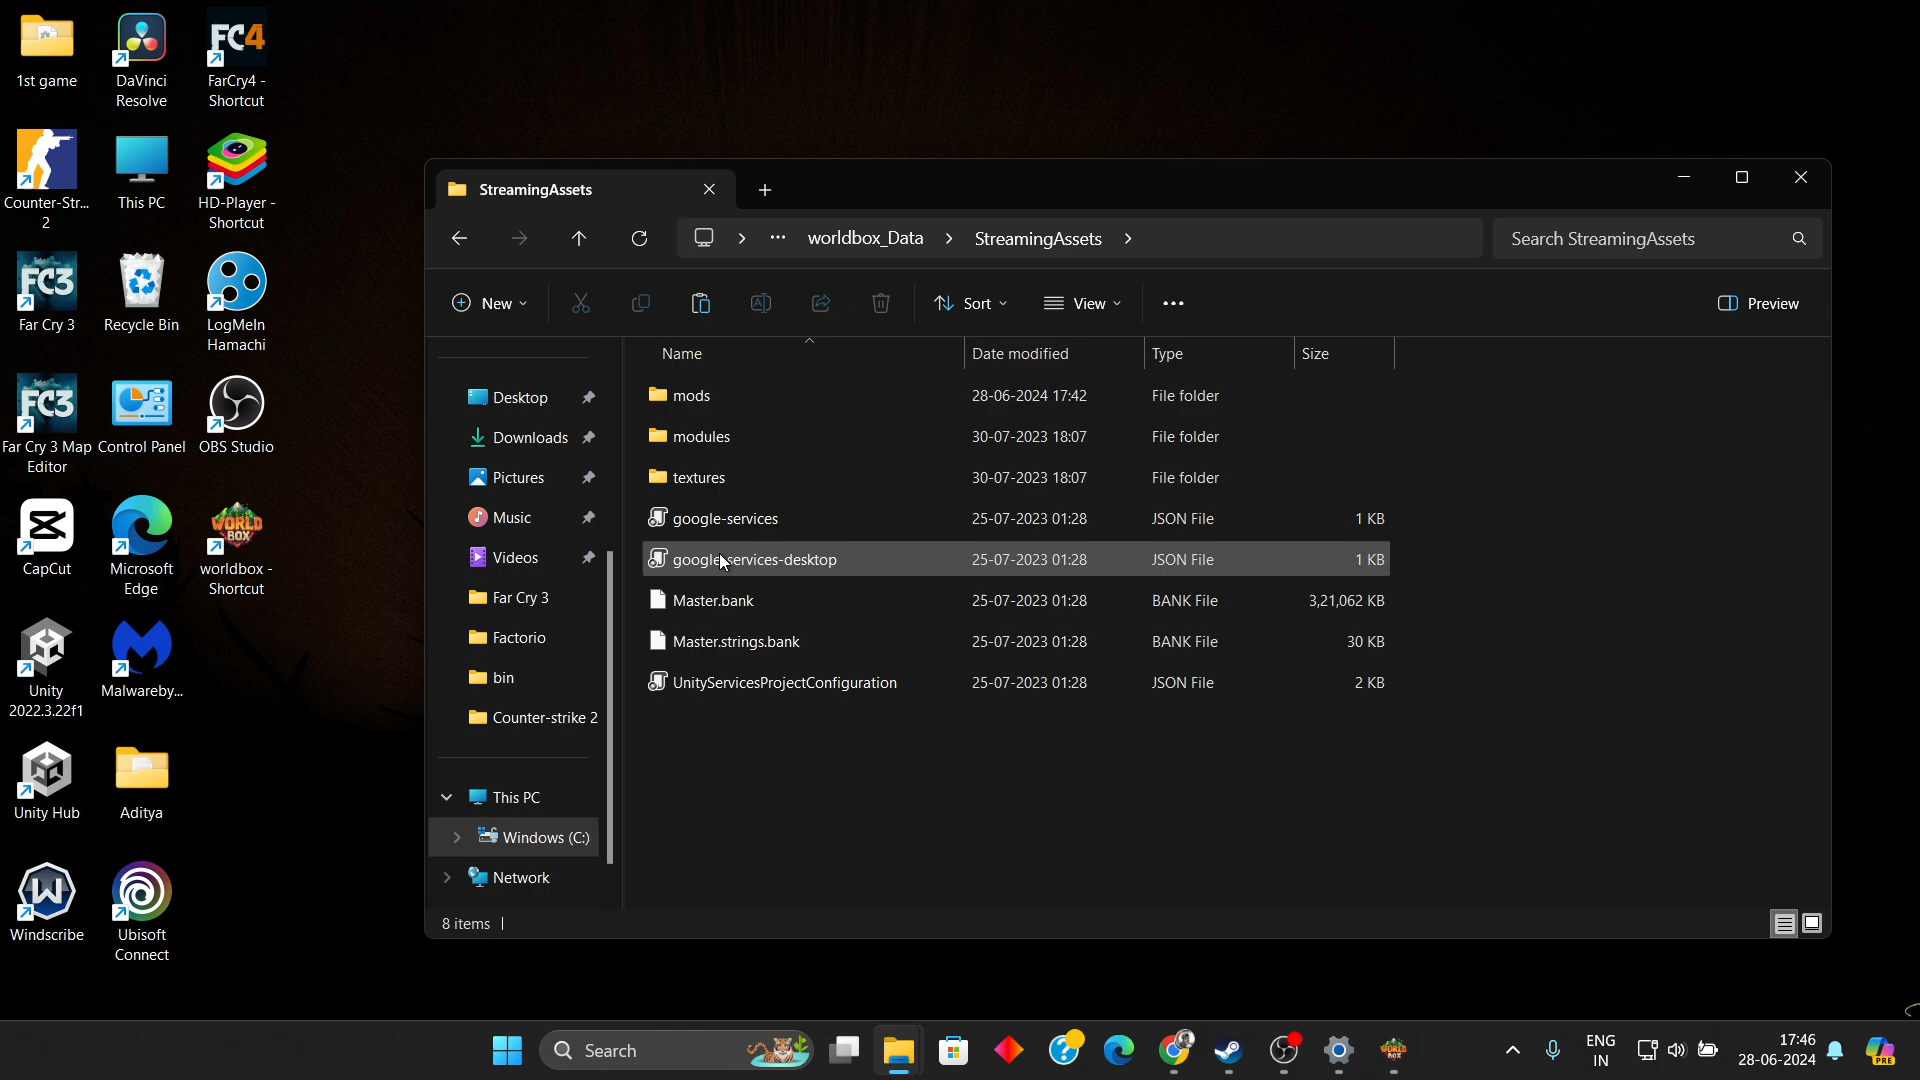 1st game
DaVinci
Resolve
FC4
FarCry4 -
Shortcut
Counter-Str...
2
This PC
HD-Player -
Shortcut
FC3
Far Cry 3
Recycle Bin
LogMeIn
Hamachi
FC3
Far Cry 3 Map
Editor
Control Panel
OBS Studio
CapCut
Microsoft
Edge
WORLD
BOX
worldbox -
Shortcut
Unity
2022.3.22f1
Malwareby...
Unity Hub
Aditya
Windscribe
Ubisoft
Connect
StreamingAssets
worldbox_Data
StreamingAssets
Search StreamingAssets
New
Sort
View
Preview
Name Date modified Type Size
Desktop
Downloads
Pictures
Music
Videos
Far Cry 3
Factorio
bin
Counter-strike 2
This PC
Windows (C:)
Network
mods 28-06-2024 17:42 File folder
modules 30-07-2023 18:07 File folder
textures 30-07-2023 18:07 File folder
google-services 25-07-2023 01:28 JSON File 1 KB
google-services-desktop 25-07-2023 01:28 JSON File 1 KB
Master.bank 25-07-2023 01:28 BANK File 3,21,062 KB
Master.strings.bank 25-07-2023 01:28 BANK File 30 KB
UnityServicesProjectConfiguration 25-07-2023 01:28 JSON File 2 KB
8 items
Search
WORLD
BOX
ENG
IN
17:46
28-06-2024
PRE